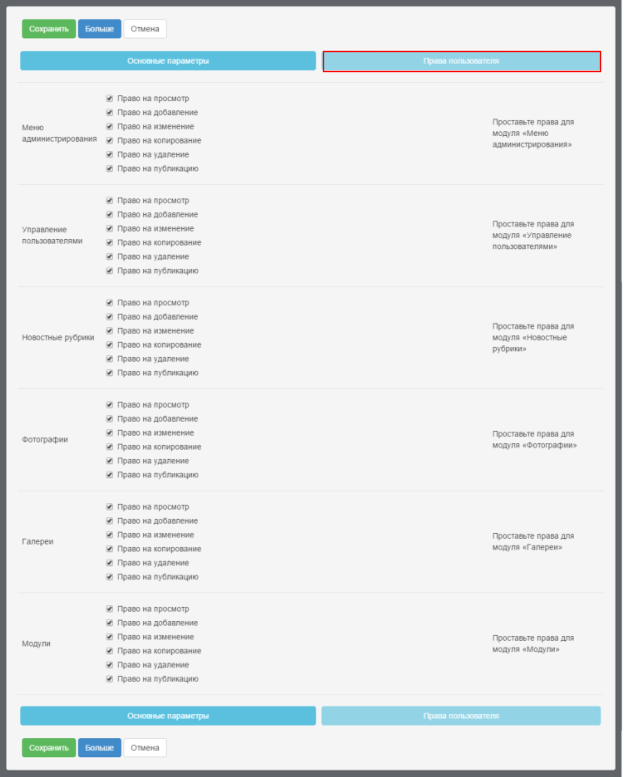 Сохранить Больше Отмена
Основные параметры Права пользователя
Меню
администрирования
Право на просмотр
Право на добавление
Право на изменение
Право на копирование
Право на удаление
Право на публикацию
Проставьте права для
модуля «Меню
администрирования»
Управление
пользователями
Право на просмотр
Право на добавление
Право на изменение
Право на копирование
Право на удаление
Право на публикацию
Проставьте права для
модуля «Управление
пользователями»
Новостные рубрики
Право на просмотр
Право на добавление
Право на изменение
Право на копирование
Право на удаление
Право на публикацию
Проставьте права для
модуля «Новостные
рубрики»
Фотографии
Право на просмотр
Право на добавление
Право на изменение
Право на копирование
Право на удаление
Право на публикацию
Проставьте права для
модуля «Фотографии»
Галереи
Право на просмотр
Право на добавление
Право на изменение
Право на копирование
Право на удаление
Право на публикацию
Проставьте права для
модуля «Галереи»
Модули
Право на просмотр
Право на добавление
Право на изменение
Право на копирование
Право на удаление
Право на публикацию
Проставьте права для
модуля «Модули»
Основные параметры Права пользователя
Сохранить Больше Отмена